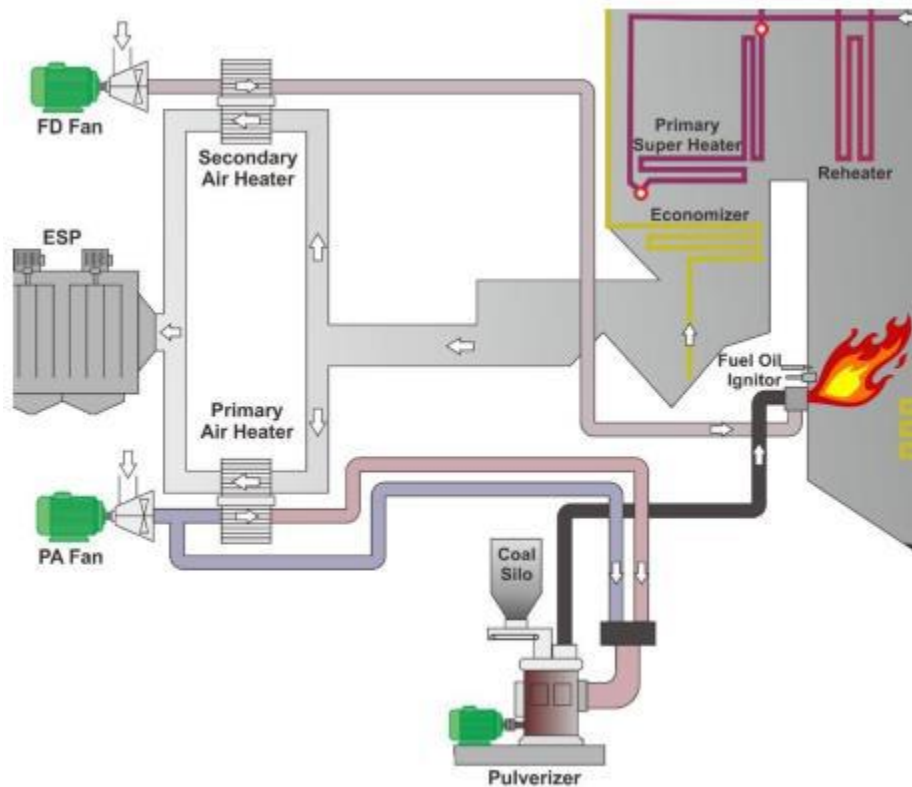 FD Fan
Secondary
Air Heater
Primary
Super Heater
Reheater
Economizer
ESP
Fuel Oil
Ignitor
Primary
Air Heater
PA Fan
Coal
Silo
Pulverizer